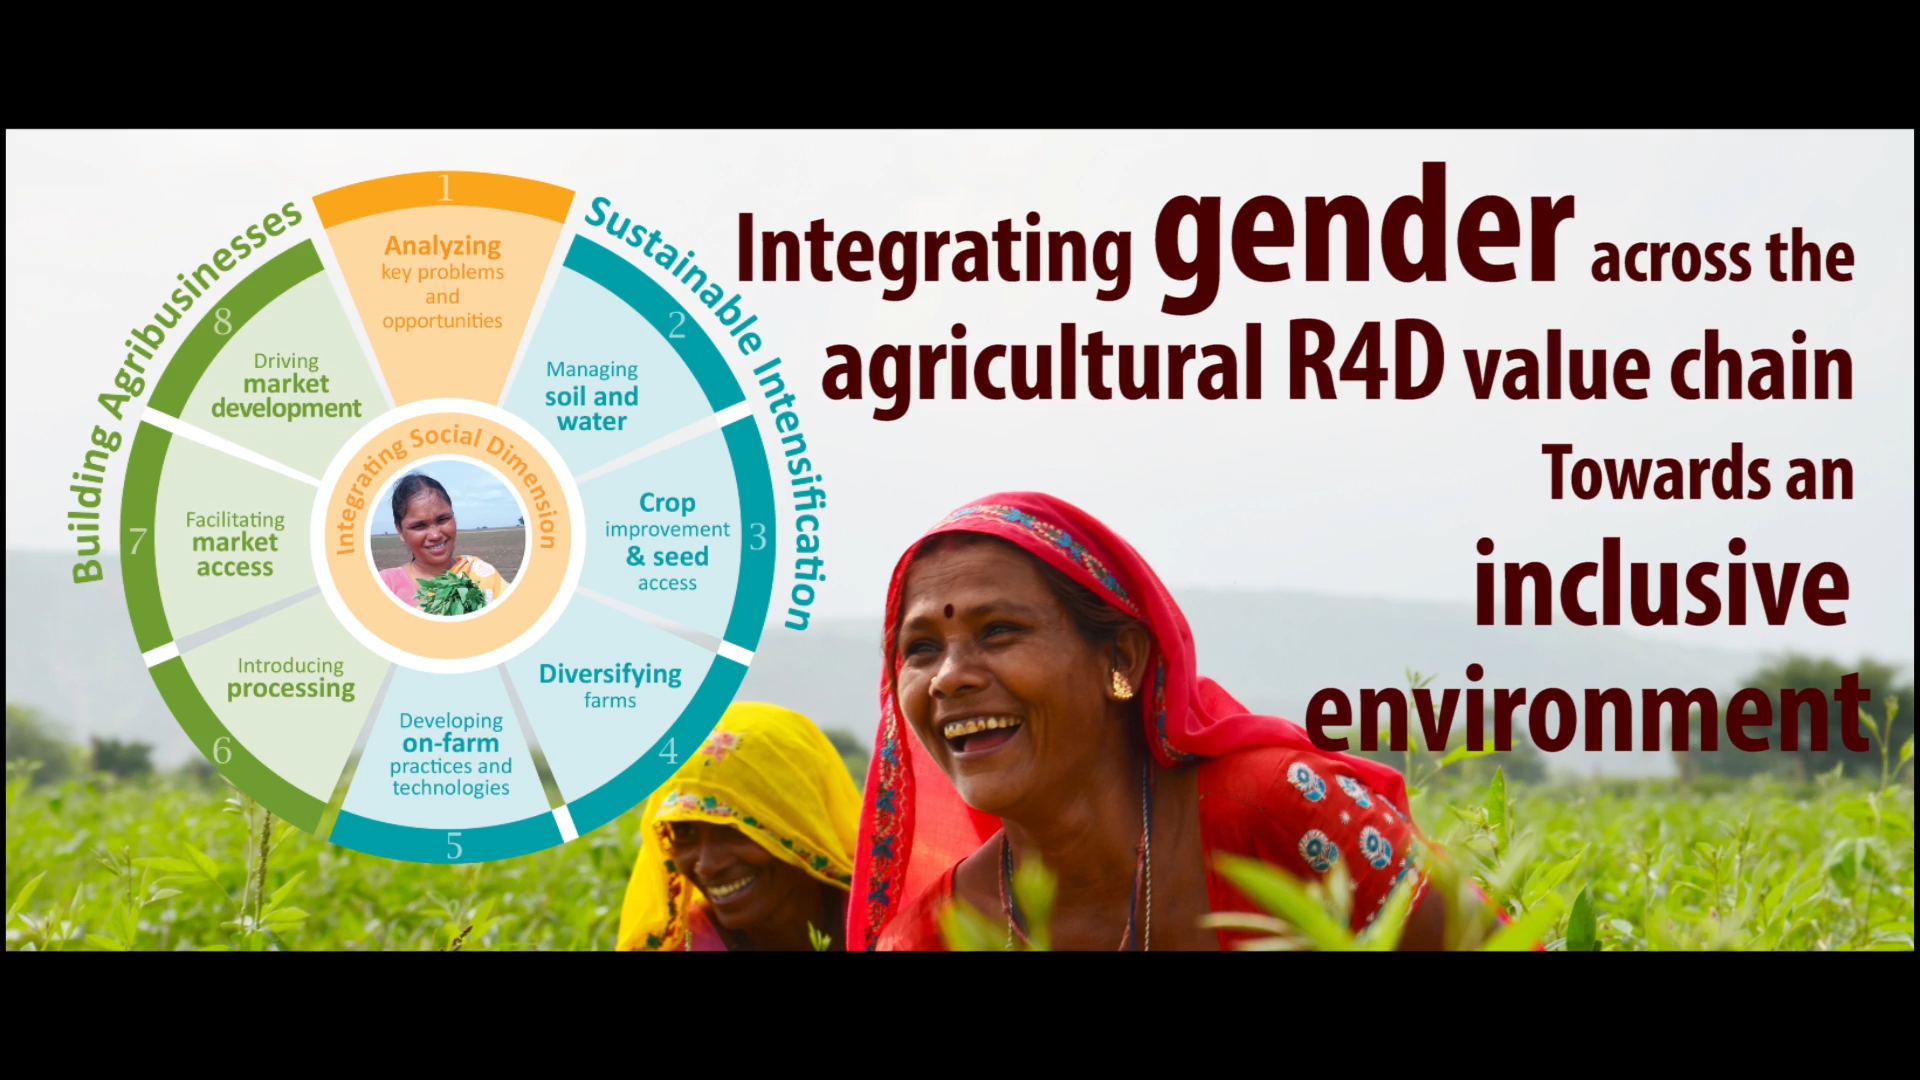 Integrating gender across the
agricultural R4D value chain
Towards an
inclusive
environment
Building Agribusinesses
Sustainable Intensification
Integrating Social Dimension
1
Analyzing
key problems
and
opportunities
2
Managing
soil and
water
3
Crop
improvement
& seed
access
4
Diversifying
farms
5
Developing
on-farm
practices and
technologies
6
Introducing
processing
7
Facilitating
market
access
8
Driving
market
development